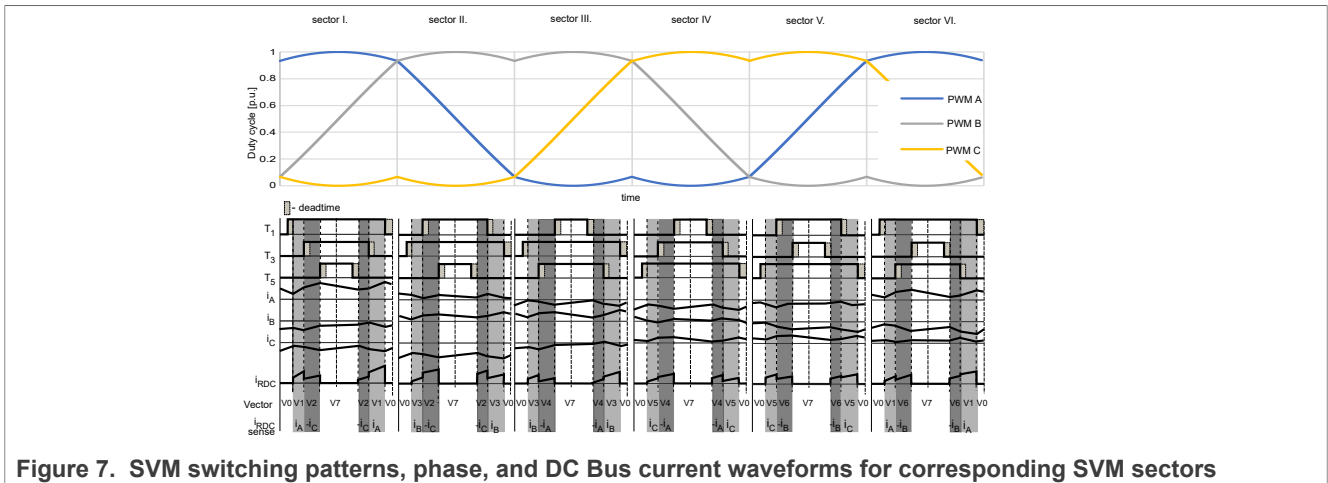 sector I. sector II. sector III. sector IV sector V. sector VI.
Duty cycle [p.u.]
1
0.8
0.6
0.4
0.2
0
PWM A
PWM B
PWM C
time
- deadtime
T1
T3
T5
iA
iB
iC
iRDC
Vector V0 V1 V2 V7 V2 V1 V0 V0 V3 V2 V7 V2 V3 V0 V0 V3 V4 V7 V4 V3 V0 V0 V5 V4 V7 V4 V5 V0 V0 V5 V6 V7 V6 V5 V0 V0 V1 V6 V7 V6 V1 V0
iRDC sense iA -iC -iC iA iB -iC -iC iB iB -iA -iA iB iC -iA -iA iC iC -iB -iB iC iA -iB -iB iA
Figure 7. SVM switching patterns, phase, and DC Bus current waveforms for corresponding SVM sectors